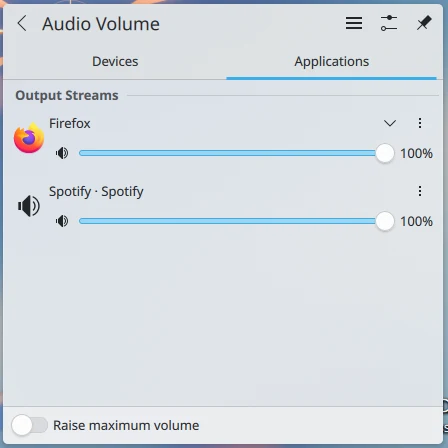 Audio Volume
Devices Applications
Output Streams
Firefox
100%
Spotify · Spotify
100%
Raise maximum volume